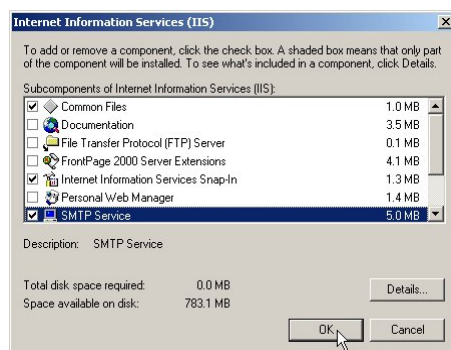 Internet Information Services (IIS)
To add or remove a component, click the check box. A shaded box means that only part
of the component will be installed. To see what's included in a component, click Details.
Subcomponents of Internet Information Services (IIS):
Common Files 1.0 MB
Documentation 3.5 MB
File Transfer Protocol (FTP) Server 0.1 MB
FrontPage 2000 Server Extensions 4.1 MB
Internet Information Services Snap-In 1.3 MB
Personal Web Manager 1.4 MB
SMTP Service 5.0 MB
Description: SMTP Service
Total disk space required: 0.0 MB
Space available on disk: 783.1 MB
Details...
OK Cancel